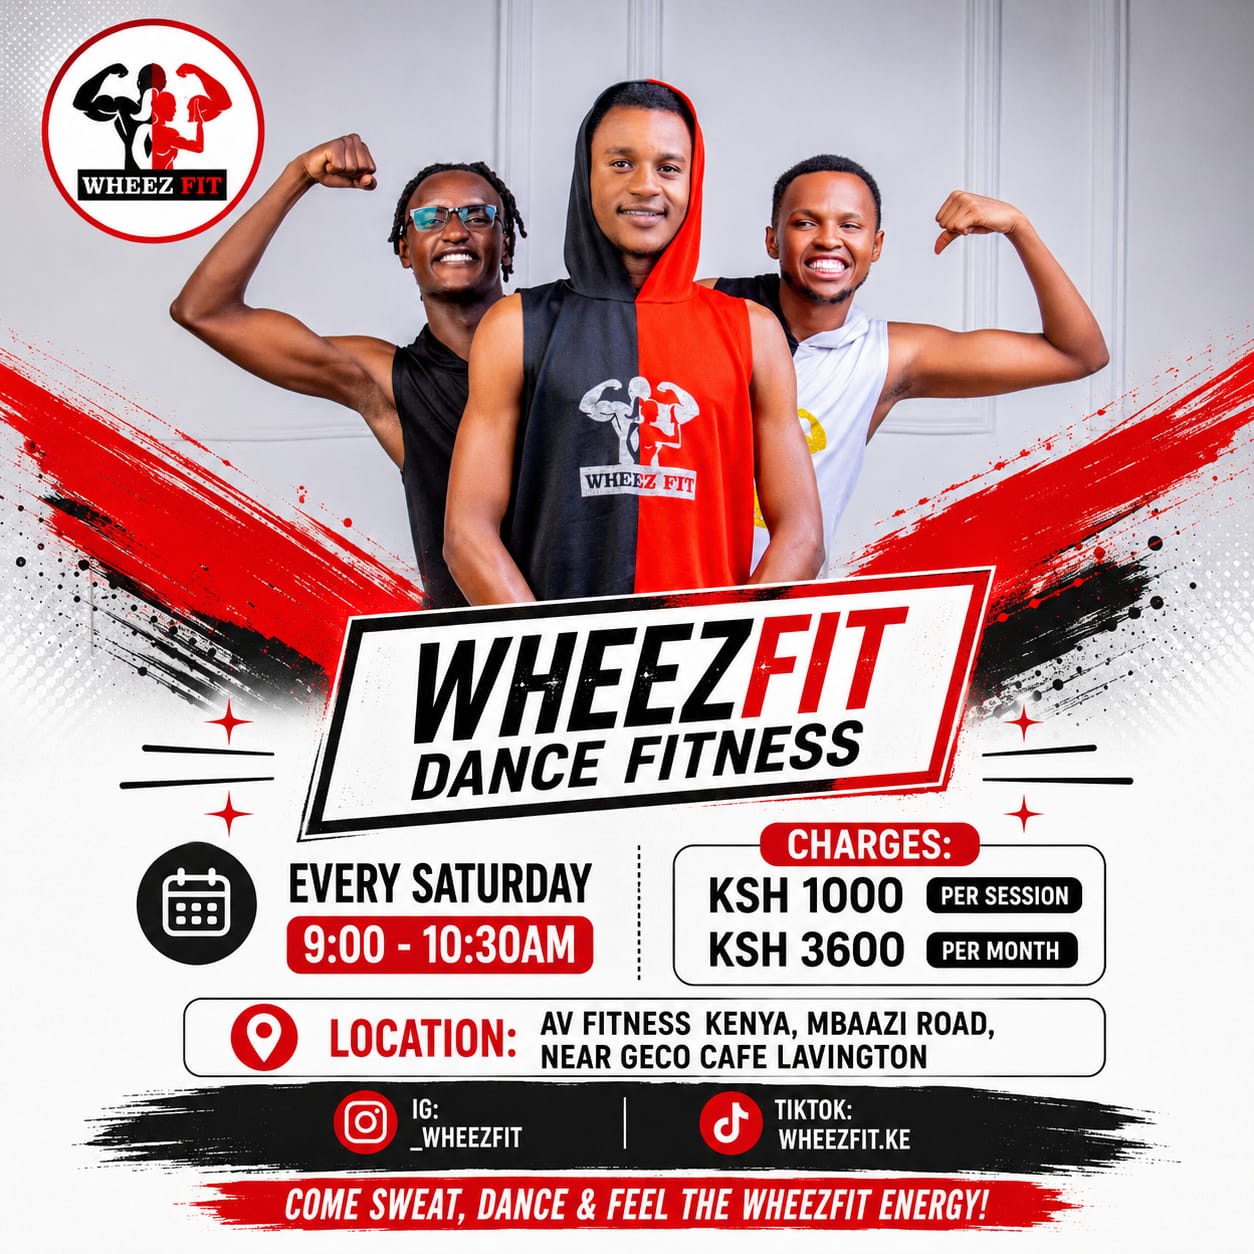 WHEEZ FIT
WHEEZ FIT
WHEEZFIT
DANCE FITNESS
EVERY SATURDAY
9:00 - 10:30AM
CHARGES:
KSH 1000 PER SESSION
KSH 3600 PER MONTH
LOCATION:
AV FITNESS KENYA, MBAAZI ROAD,
NEAR GECO CAFE LAVINGTON
IG:
_WHEEZFIT
TIKTOK:
WHEEZFIT.KE
COME SWEAT, DANCE & FEEL THE WHEEZFIT ENERGY!